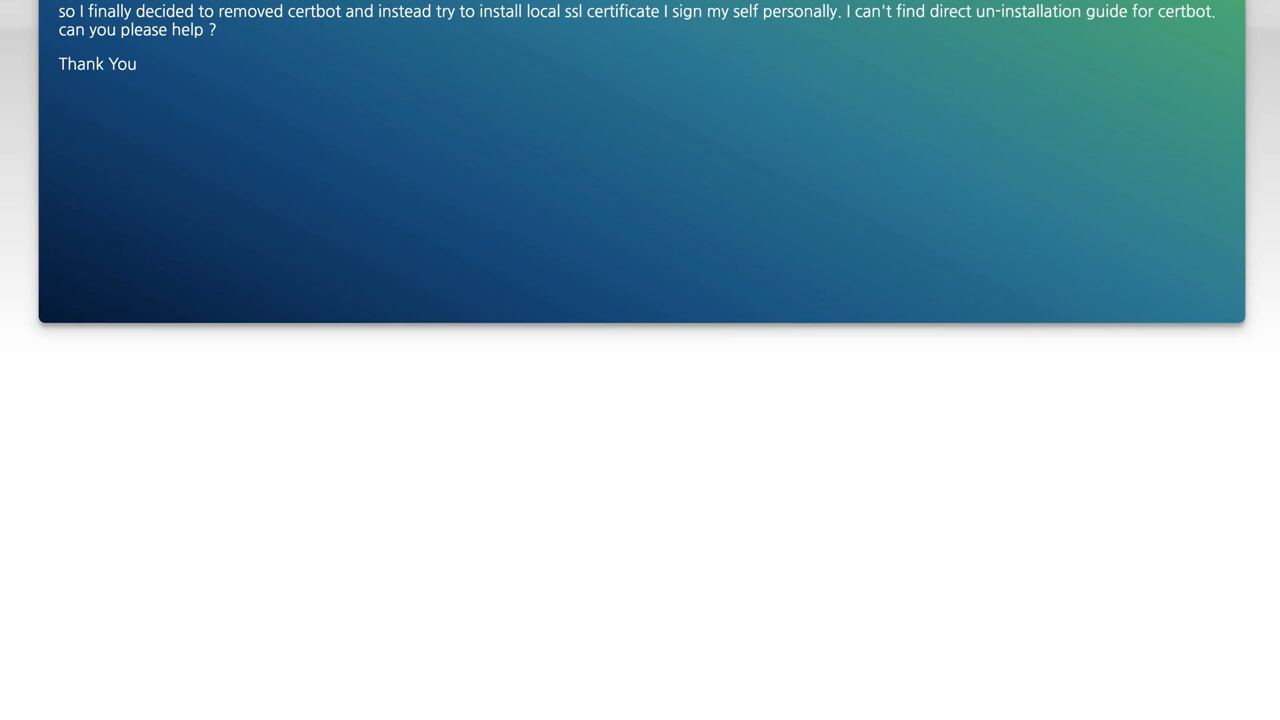 so I finally decided to removed certbot and instead try to install local ssl certificate I sign my self personally. I can't find direct un-installation guide for certbot.
can you please help ?
Thank You